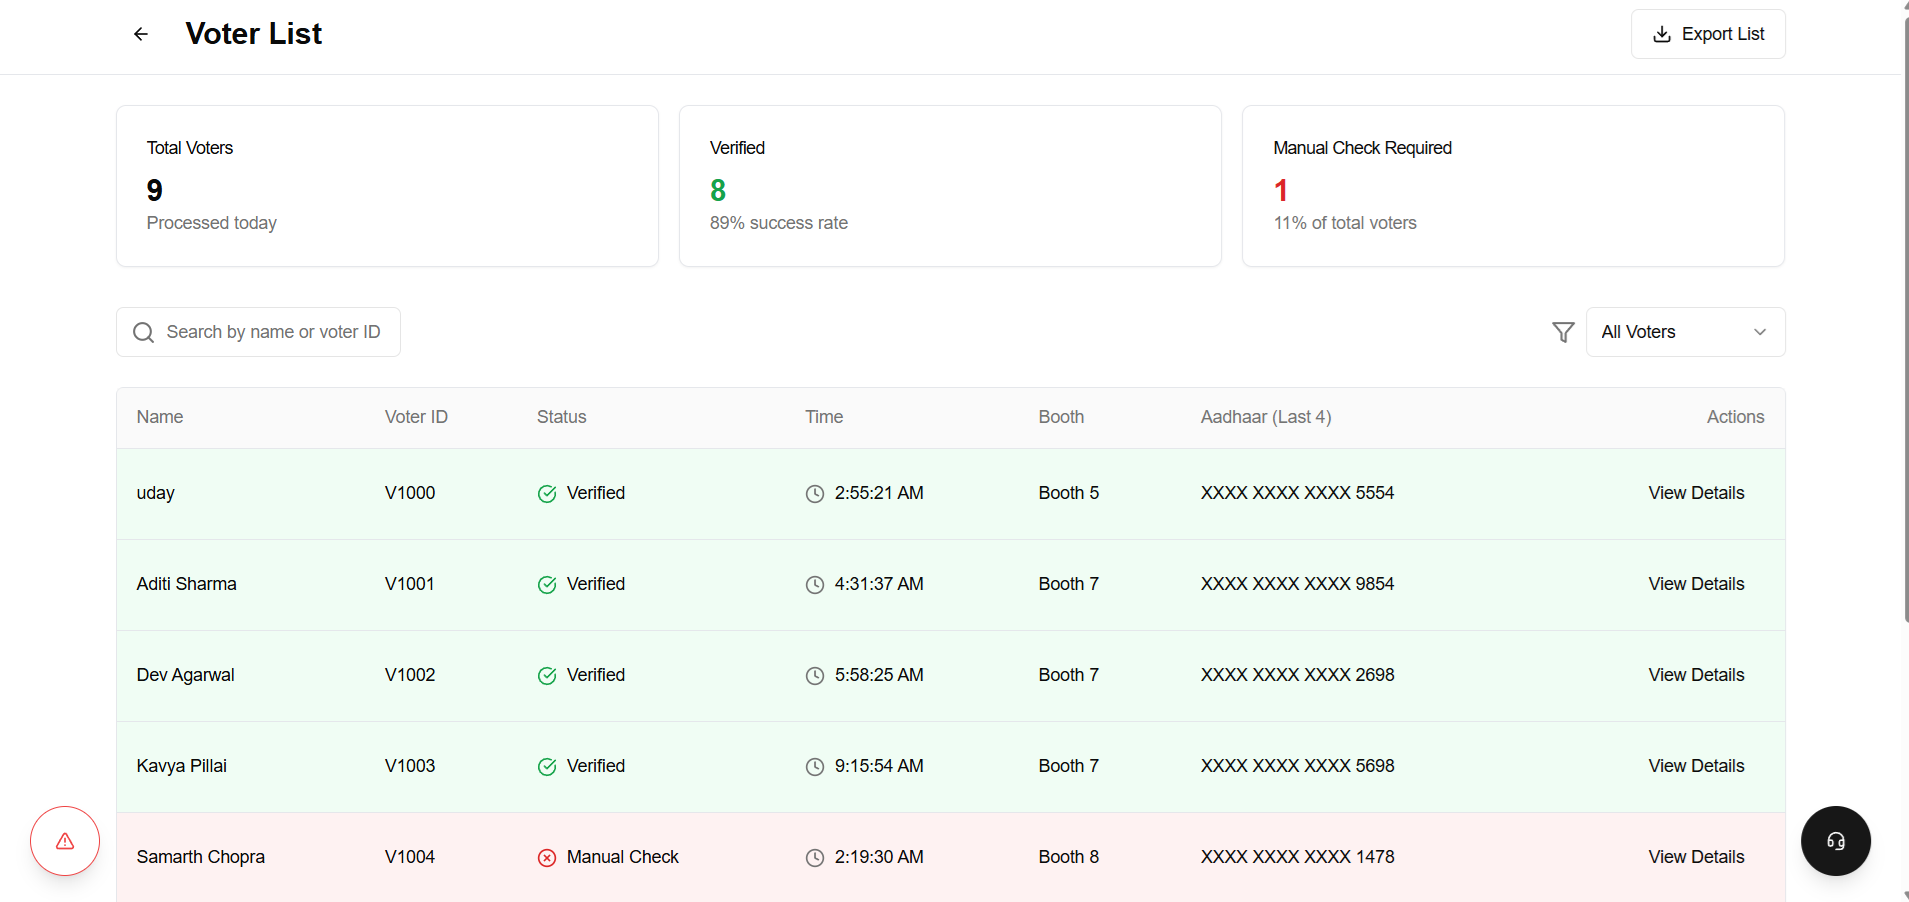 Voter List
Export List
Total Voters
9
Processed today
Verified
8
89% success rate
Manual Check Required
1
11% of total voters
Search by name or voter ID
All Voters
Name Voter ID Status Time Booth Aadhaar (Last 4) Actions
uday V1000 Verified 2:55:21 AM Booth 5 XXXX XXXX XXXX 5554 View Details
Aditi Sharma V1001 Verified 4:31:37 AM Booth 7 XXXX XXXX XXXX 9854 View Details
Dev Agarwal V1002 Verified 5:58:25 AM Booth 7 XXXX XXXX XXXX 2698 View Details
Kavya Pillai V1003 Verified 9:15:54 AM Booth 7 XXXX XXXX XXXX 5698 View Details
Samarth Chopra V1004 Manual Check 2:19:30 AM Booth 8 XXXX XXXX XXXX 1478 View Details